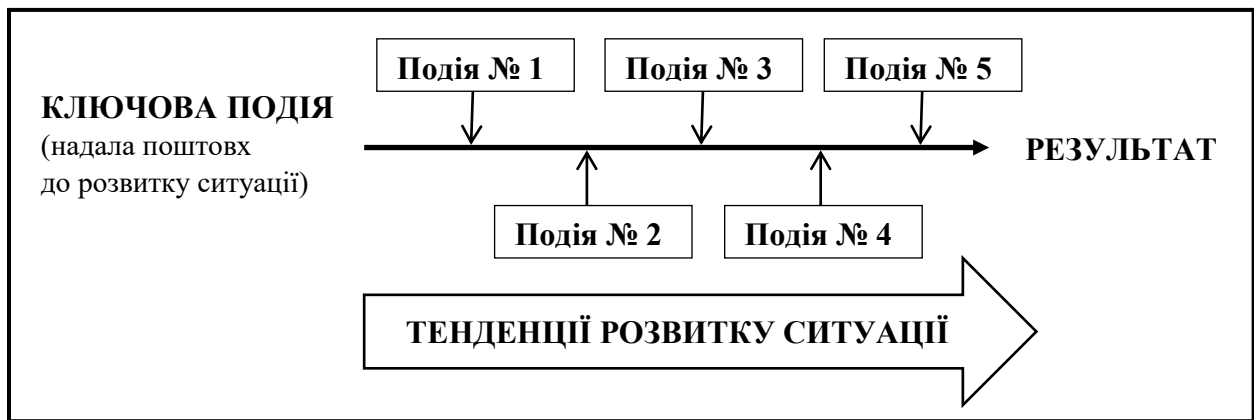 Подія № 1
Подія № 3
Подія № 5
КЛЮЧОВА ПОДІЯ
(надала поштовх
до розвитку ситуації)
РЕЗУЛЬТАТ
Подія № 2
Подія № 4
ТЕНДЕНЦІЇ РОЗВИТКУ СИТУАЦІЇ